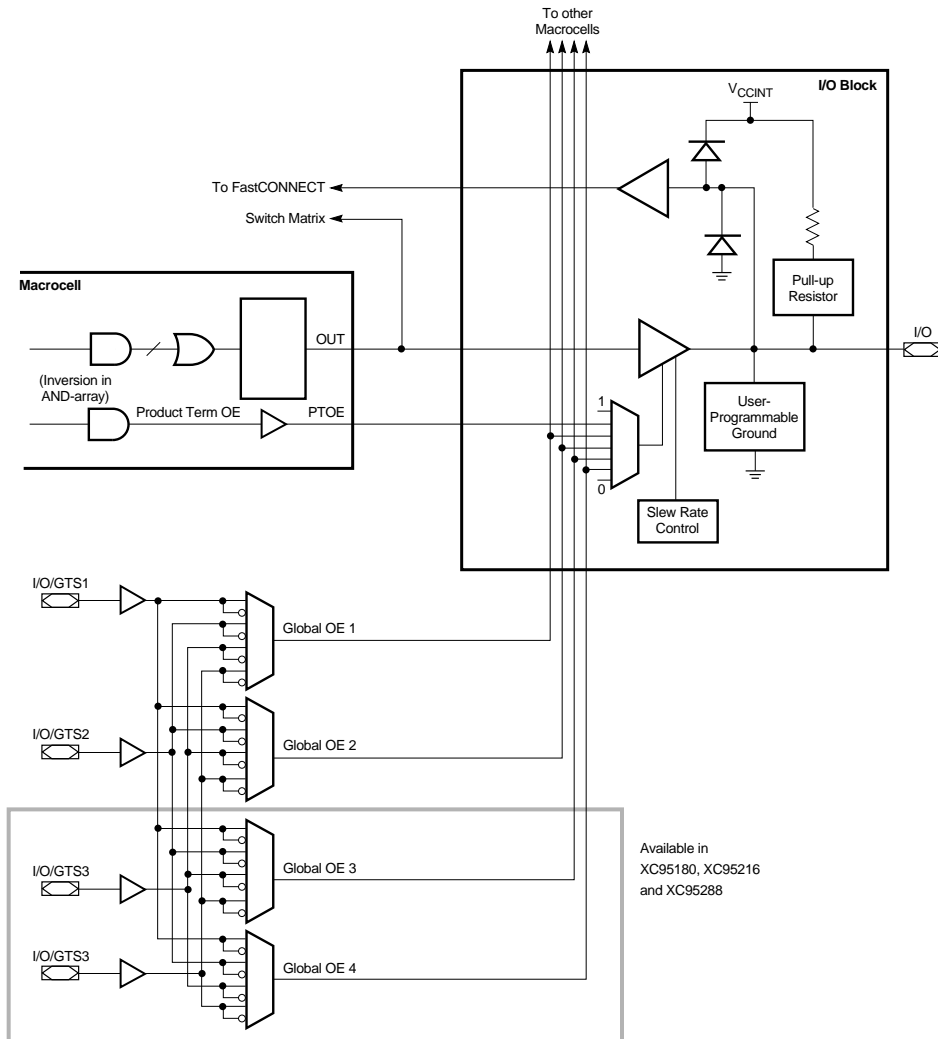 To other
Macrocells
I/O Block
VCCINT
To FastCONNECT
Switch Matrix
Macrocell
Pull-up
Resistor
OUT
I/O
(Inversion in
AND-array)
Product Term OE
PTOE
1
User-
Programmable
Ground
0
Slew Rate
Control
I/O/GTS1
Global OE 1
I/O/GTS2
Global OE 2
Available in
XC95180, XC95216
and XC95288
I/O/GTS3
Global OE 3
I/O/GTS3
Global OE 4